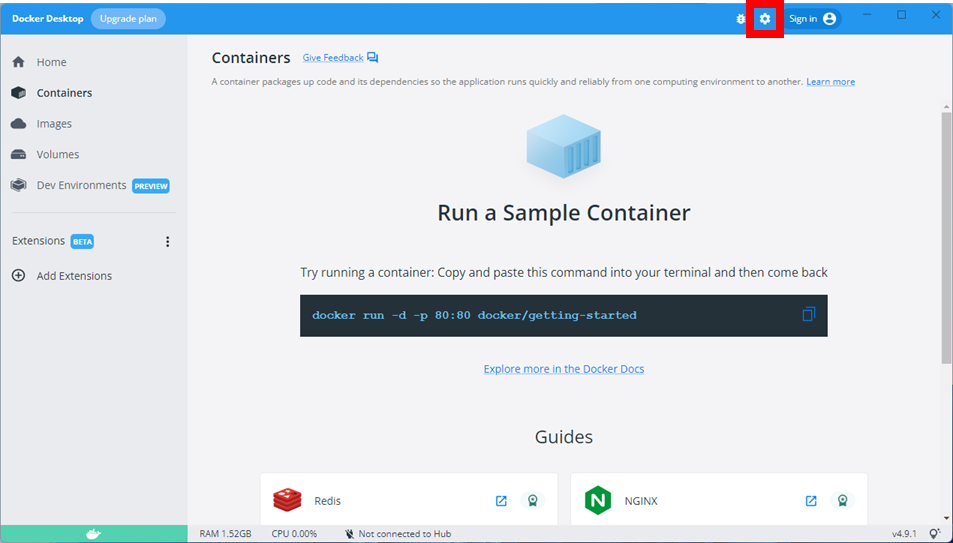 Docker Desktop Upgrade plan Sign in
Home
Containers
Images
Volumes
Dev Environments PREVIEW
Extensions BETA
Add Extensions
Containers Give Feedback
A container packages up code and its dependencies so the application runs quickly and reliably from one computing environment to another. Learn more
Run a Sample Container
Try running a container: Copy and paste this command into your terminal and then come back
docker run -d -p 80:80 docker/getting-started
Explore more in the Docker Docs
Guides
Redis
N NGINX
RAM 1.52GB CPU 0.00% Not connected to Hub v4.9.1